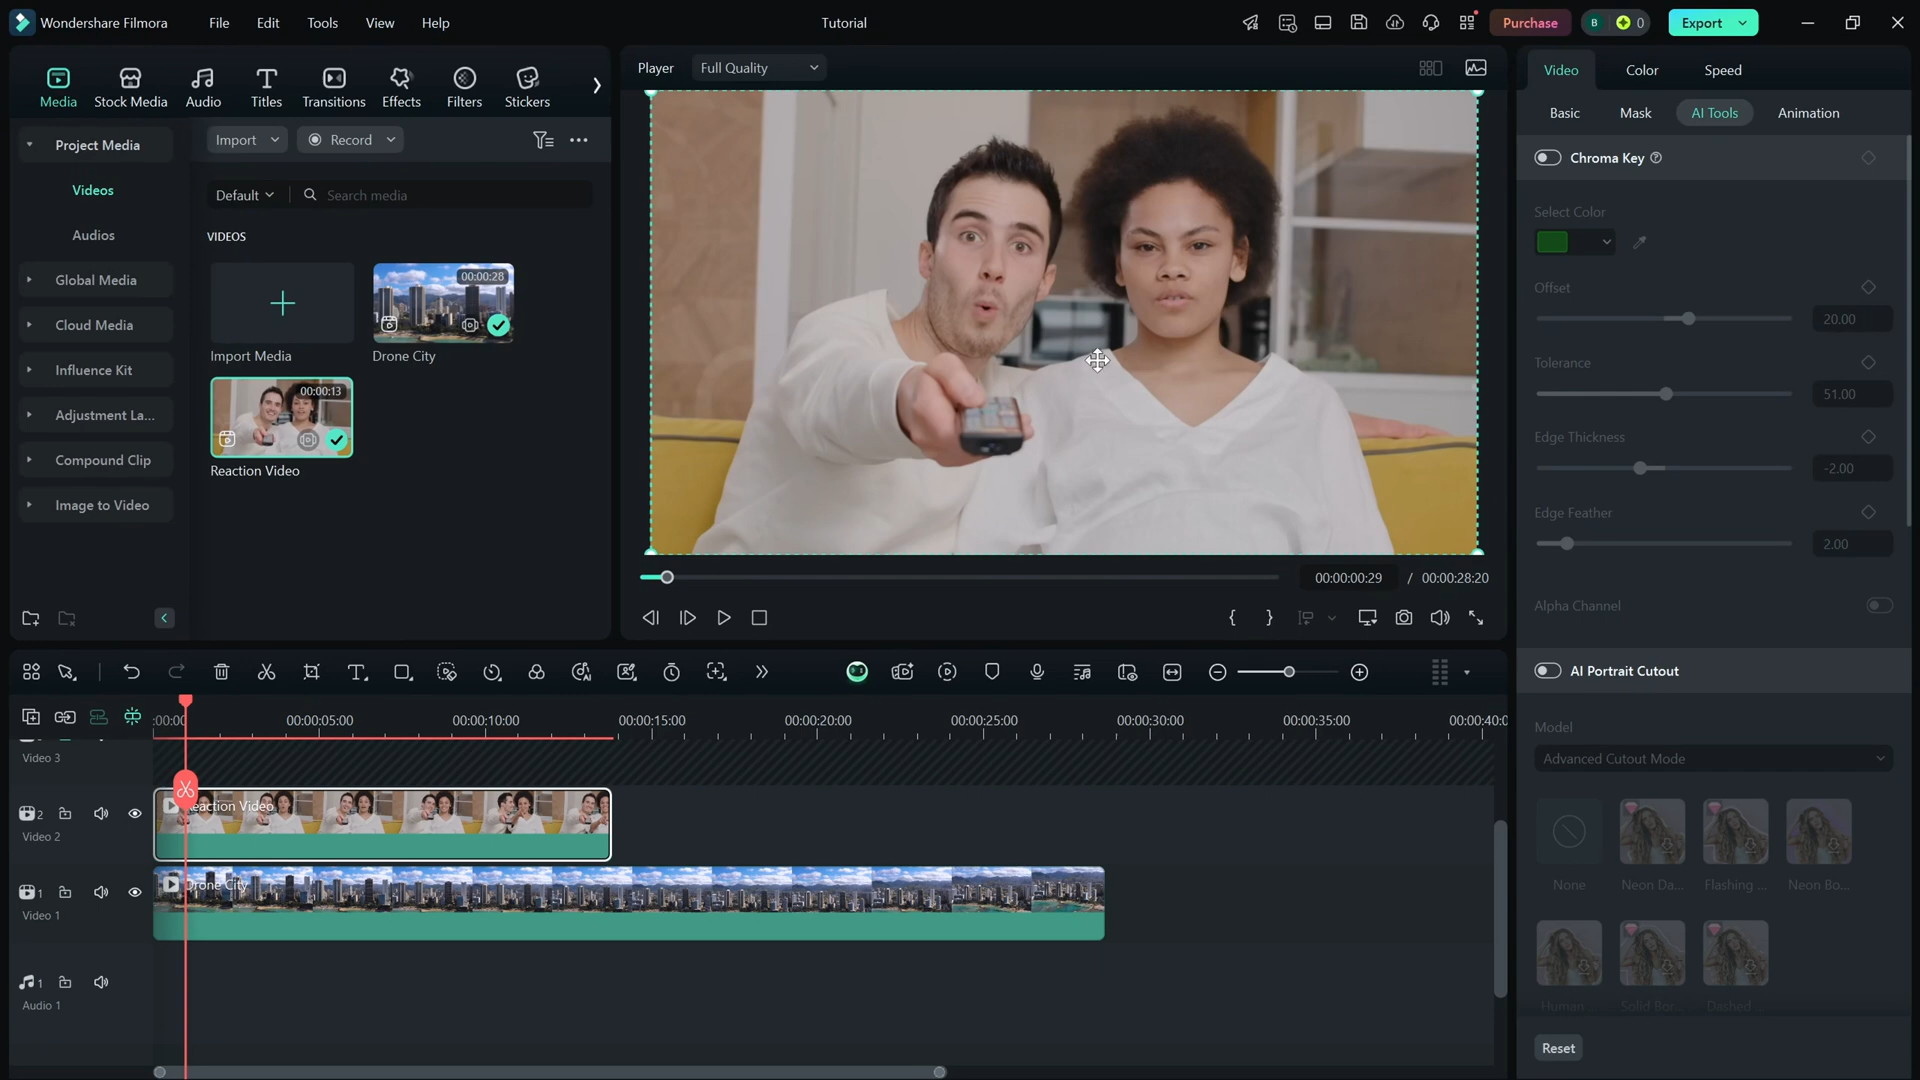 Wondershare Filmora
File
Edit
Tools
View
Help
Tutorial
Purchase
B
0
Export
Media
Stock Media
Audio
Titles
Transitions
Effects
Filters
Stickers
Project Media
Videos
Audios
Global Media
Cloud Media
Influence Kit
Adjustment La...
Compound Clip
Image to Video
Import
Record
Default
Search media
VIDEOS
Import Media
00:00:28
Drone City
00:00:13
Reaction Video
Player
Full Quality
00:00:00:29
/
00:00:28:20
Video
Color
Speed
Basic
Mask
AI Tools
Animation
Chroma Key
Select Color
Offset
20.00
Tolerance
51.00
Edge Thickness
-2.00
Edge Feather
2.00
Alpha Channel
AI Portrait Cutout
Model
Advanced Cutout Mode
None
Neon Da...
Flashing ...
Neon Bo...
Human ...
Solid Bor...
Dashed ...
Reset
:00:00
00:00:05:00
00:00:10:00
00:00:15:00
00:00:20:00
00:00:25:00
00:00:30:00
00:00:35:00
00:00:40:0
Video 3
2
Video 2
Reaction Video
1
Video 1
Drone City
1
Audio 1